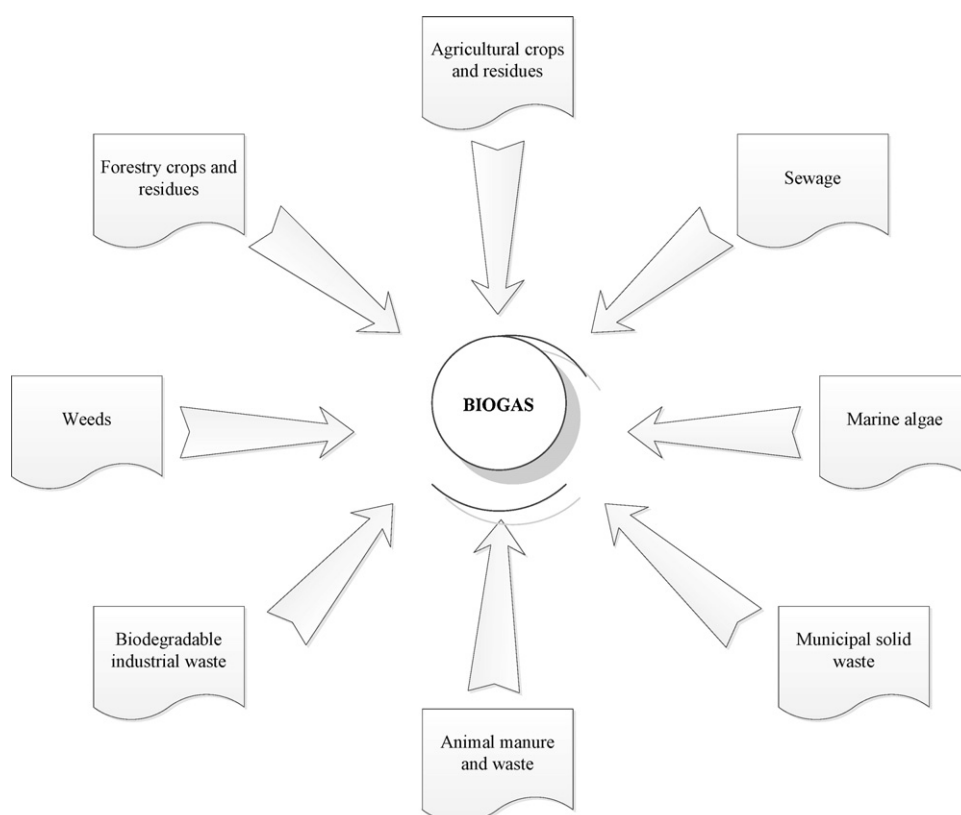 Agricultural crops
and residues
Forestry crops and
residues
Sewage
Weeds
BIOGAS
Marine algae
Biodegradable
industrial waste
Municipal solid
waste
Animal manure
and waste